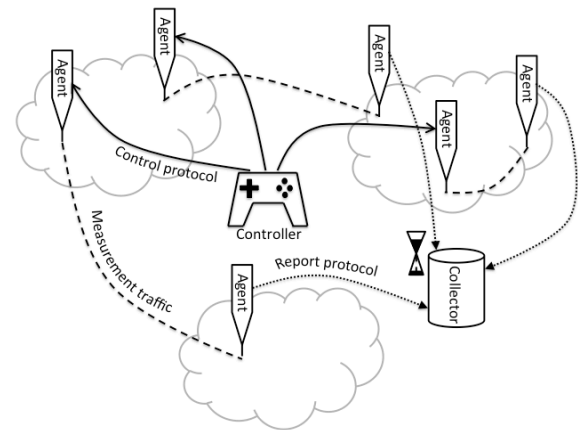 Agent
Agent
Agent
Agent
Agent
Control protocol
Controller
Measurement traffic
Agent
Report protocol
Collector